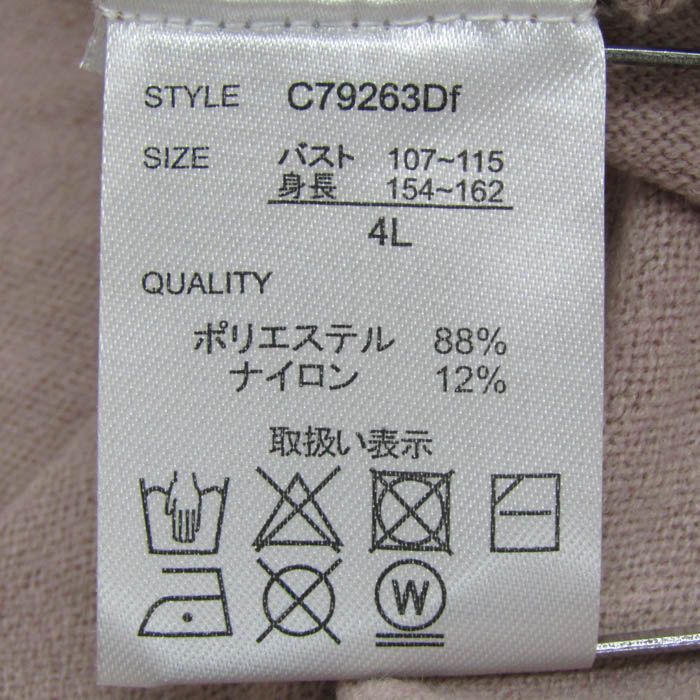 STYLE C79263Df
SIZE バスト 107~115
身長 154~162
4L
QUALITY
ポリエステル 88%
ナイロン 12%
取扱い表示
W